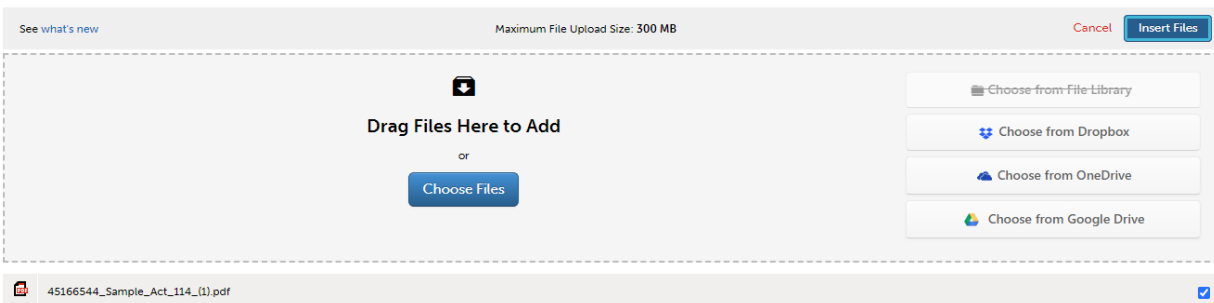 See what's new
Maximum File Upload Size: 300 MB
Cancel
Insert Files
Drag Files Here to Add
or
Choose Files
Choose from File Library
Choose from Dropbox
Choose from OneDrive
Choose from Google Drive
PDF
45166544_Sample_Act_114_(1).pdf